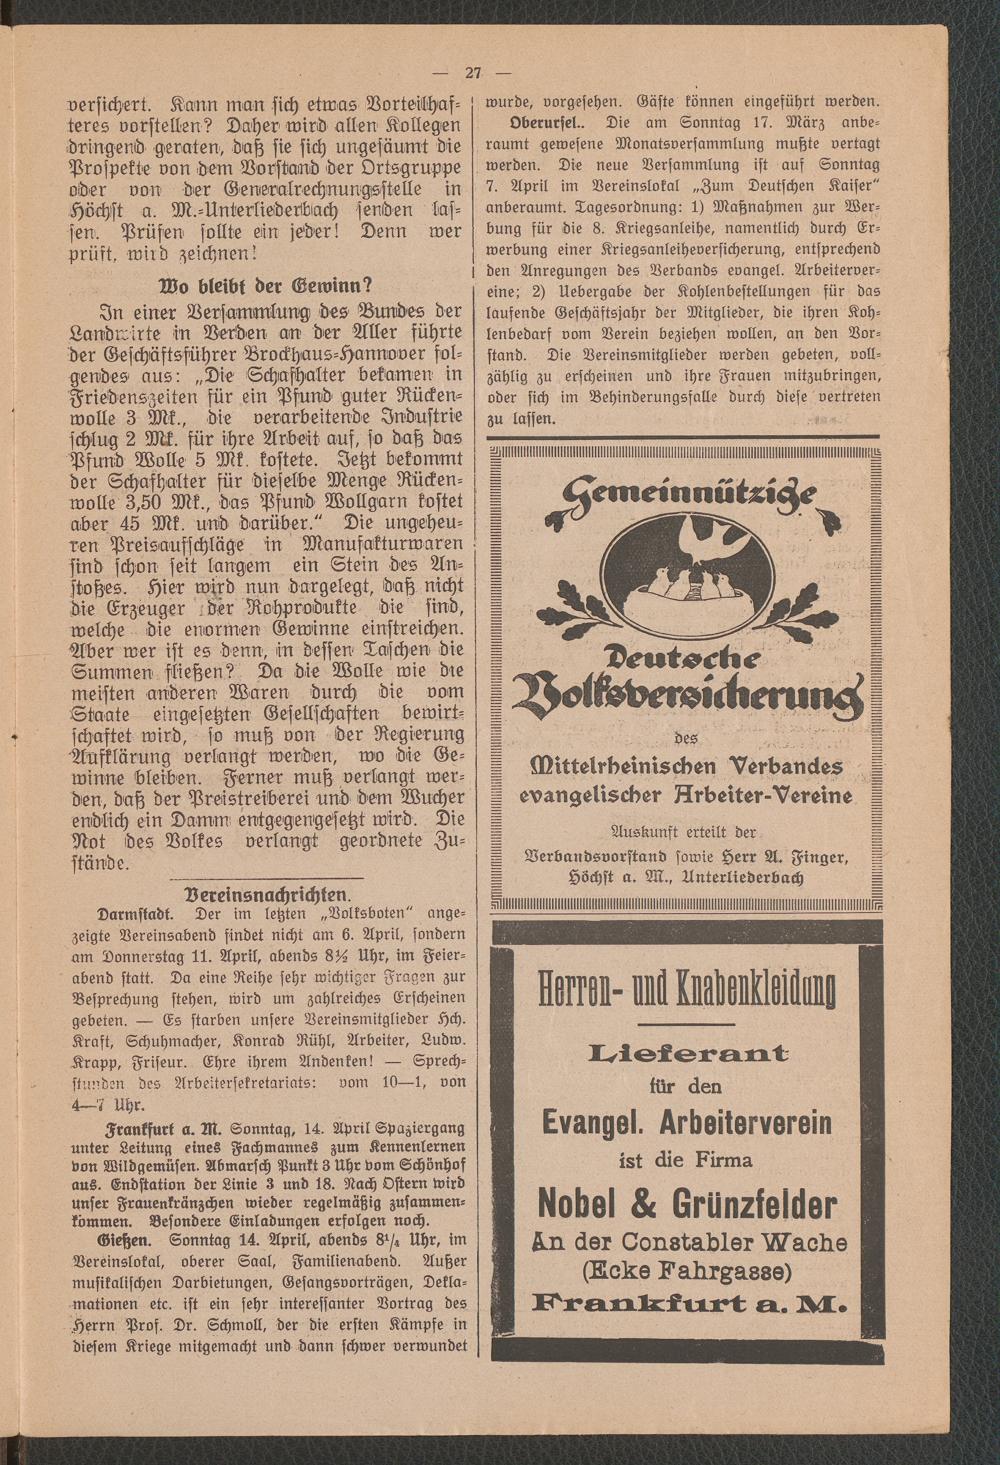 — 27 —
versichert. Kann man sich etwas Vorteilhaf-
teres vorstellen? Daher wird allen Kollegen
dringend geraten, daß sie sich ungesäumt die
Prospekte von dem Vorstand der Ortsgruppe
oder von der Generalrechnungsstelle in
Höchst a. M.-Unterliederbach senden las-
sen. Prüfen sollte ein jeder! Denn wer
prüft, wird zeichnen!
Wo bleibt der Gewinn?
In einer Versammlung des Bundes der
Landwirte in Verden an der Aller führte
der Geschäftsführer Brockhaus-Hannover fol-
gendes aus: „Die Schafhalter bekamen in
Friedenszeiten für ein Pfund guter Rücken-
wolle 3 Mk., die verarbeitende Industrie
schlug 2 Mk. für ihre Arbeit auf, so daß das
Pfund Wolle 5 Mk. kostete. Jetzt bekommt
der Schafhalter für dieselbe Menge Rücken-
wolle 3,50 Mk., das Pfund Wollgarn kostet
aber 45 Mk. und darüber.“ Die ungeheu-
ren Preisaufschläge in Manufakturwaren
sind schon seit langem ein Stein des An-
stoßes. Hier wird nun dargelegt, daß nicht
die Erzeuger der Rohprodukte die sind,
welche die enormen Gewinne einstreichen.
Aber wer ist es denn, in dessen Taschen die
Summen fließen? Da die Wolle wie die
meisten anderen Waren durch die vom
Staate eingesetzten Gesellschaften bewirt-
schaftet wird, so muß von der Regierung
Aufklärung verlangt werden, wo die Ge-
winne bleiben. Ferner muß verlangt wer-
den, daß der Preistreiberei und dem Wucher
endlich ein Damm entgegengesetzt wird. Die
Not des Volkes verlangt geordnete Zu-
stände.
Vereinsnachrichten.
Darmstadt. Der im letzten „Volksboten“ ange-
zeigte Vereinsabend findet nicht am 6. April, sondern
am Donnerstag 11. April, abends 8½ Uhr, im Feier-
abend statt. Da eine Reihe sehr wichtiger Fragen zur
Besprechung stehen, wird um zahlreiches Erscheinen
gebeten. — Es starben unsere Vereinsmitglieder Hch.
Kraft, Schuhmacher, Konrad Rühl, Arbeiter, Ludw.
Krapp, Friseur. Ehre ihrem Andenken! — Sprech-
stunden des Arbeitersekretariats: vom 10—1, von
4—7 Uhr.
Frankfurt a. M. Sonntag, 14. April Spaziergang
unter Leitung eines Fachmannes zum Kennenlernen
von Wildgemüsen. Abmarsch Punkt 3 Uhr vom Schönhof
aus. Endstation der Linie 3 und 18. Nach Ostern wird
unser Frauenkränzchen wieder regelmäßig zusammen-
kommen. Besondere Einladungen erfolgen noch.
Gießen. Sonntag 14. April, abends 8¼ Uhr, im
Vereinslokal, oberer Saal, Familienabend. Außer
musikalischen Darbietungen, Gesangsvorträgen, Dekla-
mationen etc. ist ein sehr interessanter Vortrag des
Herrn Prof. Dr. Schmoll, der die ersten Kämpfe in
diesem Kriege mitgemacht und dann schwer verwundet
wurde, vorgesehen. Gäste können eingeführt werden.
Oberursel.. Die am Sonntag 17. März anbe-
raumt gewesene Monatsversammlung mußte vertagt
werden. Die neue Versammlung ist auf Sonntag
7. April im Vereinslokal „Zum Deutschen Kaiser“
anberaumt. Tagesordnung: 1) Maßnahmen zur Wer-
bung für die 8. Kriegsanleihe, namentlich durch Er-
werbung einer Kriegsanleiheversicherung, entsprechend
den Anregungen des Verbands evangel. Arbeiterver-
eine; 2) Uebergabe der Kohlenbestellungen für das
laufende Geschäftsjahr der Mitglieder, die ihren Koh-
lenbedarf vom Verein beziehen wollen, an den Vor-
stand. Die Vereinsmitglieder werden gebeten, voll-
zählig zu erscheinen und ihre Frauen mitzubringen,
oder sich im Behinderungsfalle durch diese vertreten
zu lassen.
Gemeinnützige
Deutsche
Volksversicherung
des
Mittelrheinischen Verbandes
evangelischer Arbeiter-Vereine
Auskunft erteilt der
Verbandsvorstand sowie Herr A. Finger,
Höchst a. M., Unterliederbach
Herren- und Knabenkleidung
Lieferant
für den
Evangel. Arbeiterverein
ist die Firma
Nobel & Grünzfelder
An der Constabler Wache
(Ecke Fahrgasse)
Frankfurt a. M.